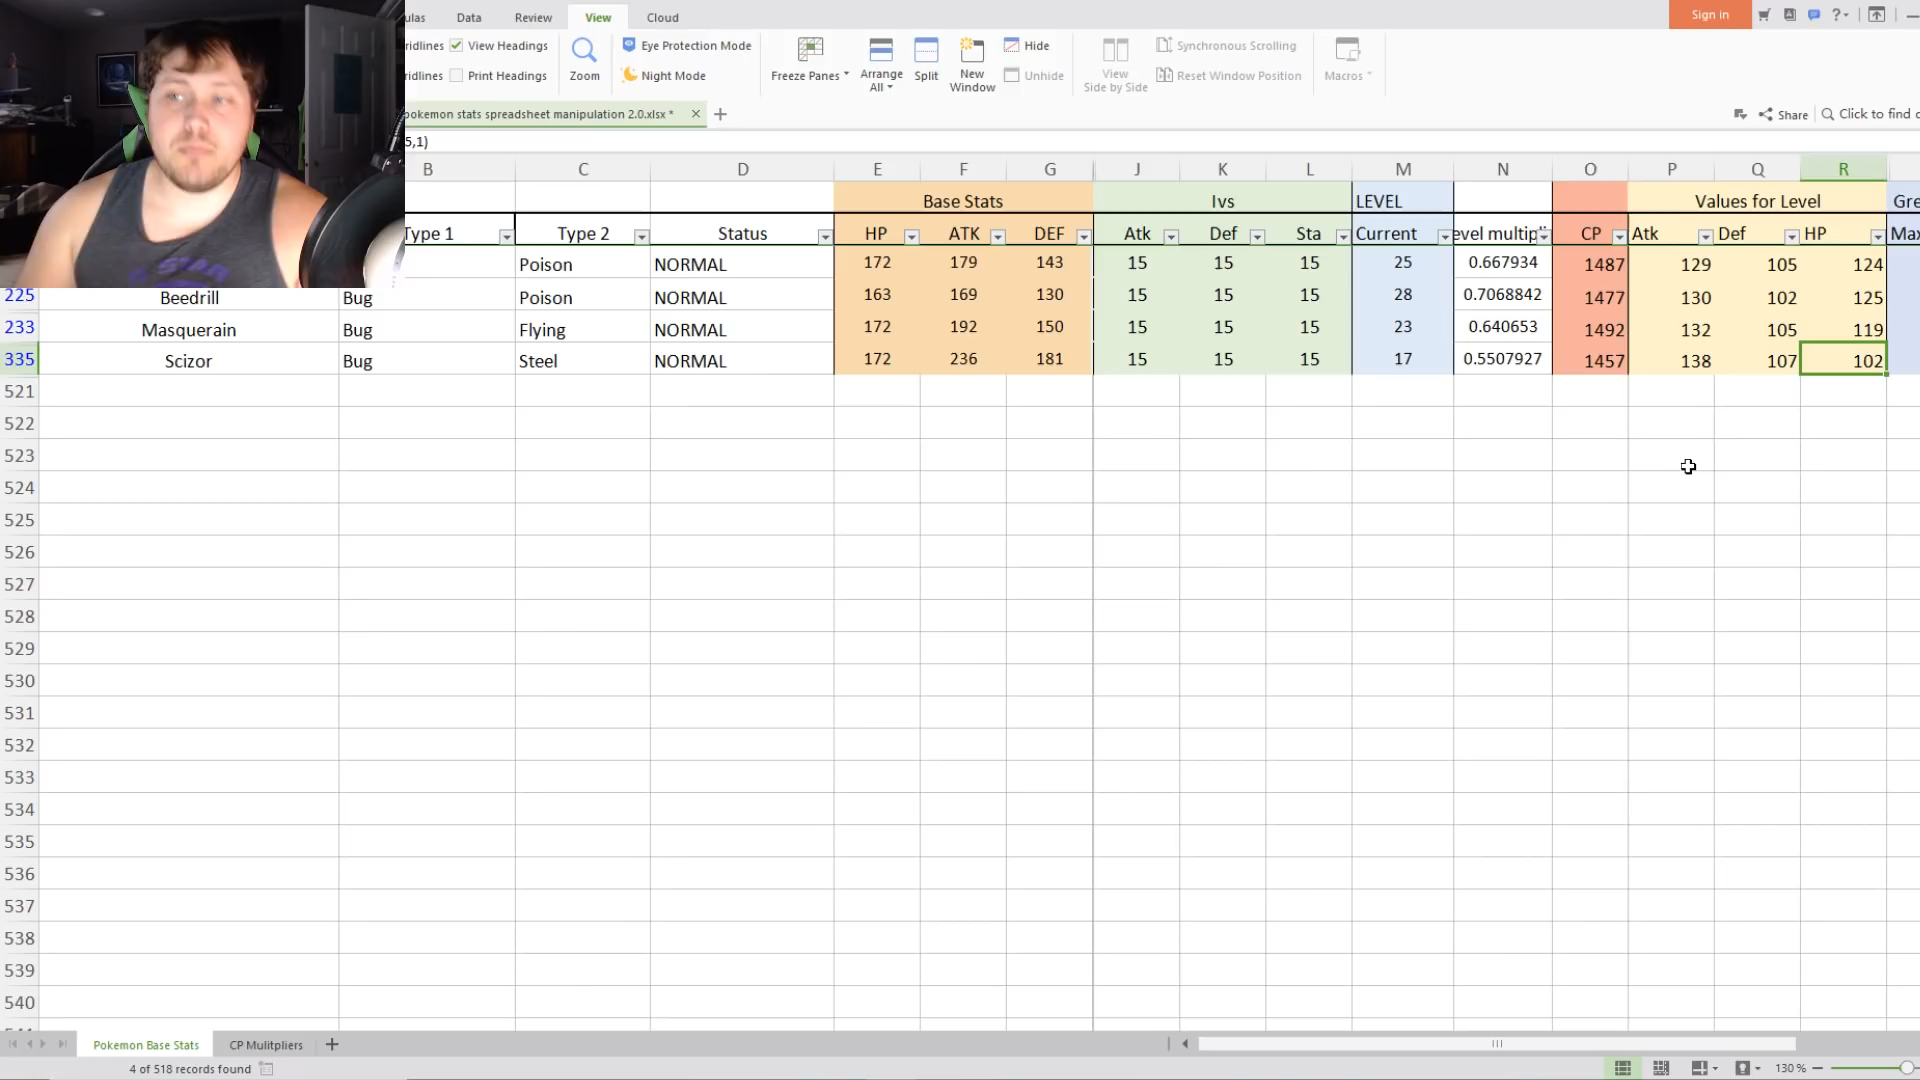 ulas Data Review View Cloud Sign in
ridlines View Headings Eye Protection Mode Hide Synchronous Scrolling
ridlines Print Headings Zoom Night Mode Freeze Panes Arrange All Split New Window Unhide View Side by Side Reset Window Position Macros
pokemon stats spreadsheet manipulation 2.0.xlsx * Share Click to find c
5,1)
B C D E F G J K L M N O P Q R
Base Stats Ivs LEVEL Values for Level Gre
Type 1 Type 2 Status HP ATK DEF Atk Def Sta Current evel multipl CP Atk Def HP Max
Poison NORMAL 172 179 143 15 15 15 25 0.667934 1487 129 105 124
225 Beedrill Bug Poison NORMAL 163 169 130 15 15 15 28 0.7068842 1477 130 102 125
233 Masquerain Bug Flying NORMAL 172 192 150 15 15 15 23 0.640653 1492 132 105 119
335 Scizor Bug Steel NORMAL 172 236 181 15 15 15 17 0.5507927 1457 138 107 102
521
522
523
524
525
526
527
528
529
530
531
532
533
534
535
536
537
538
539
540
Pokemon Base Stats CP Mulitpliers
4 of 518 records found 130 %